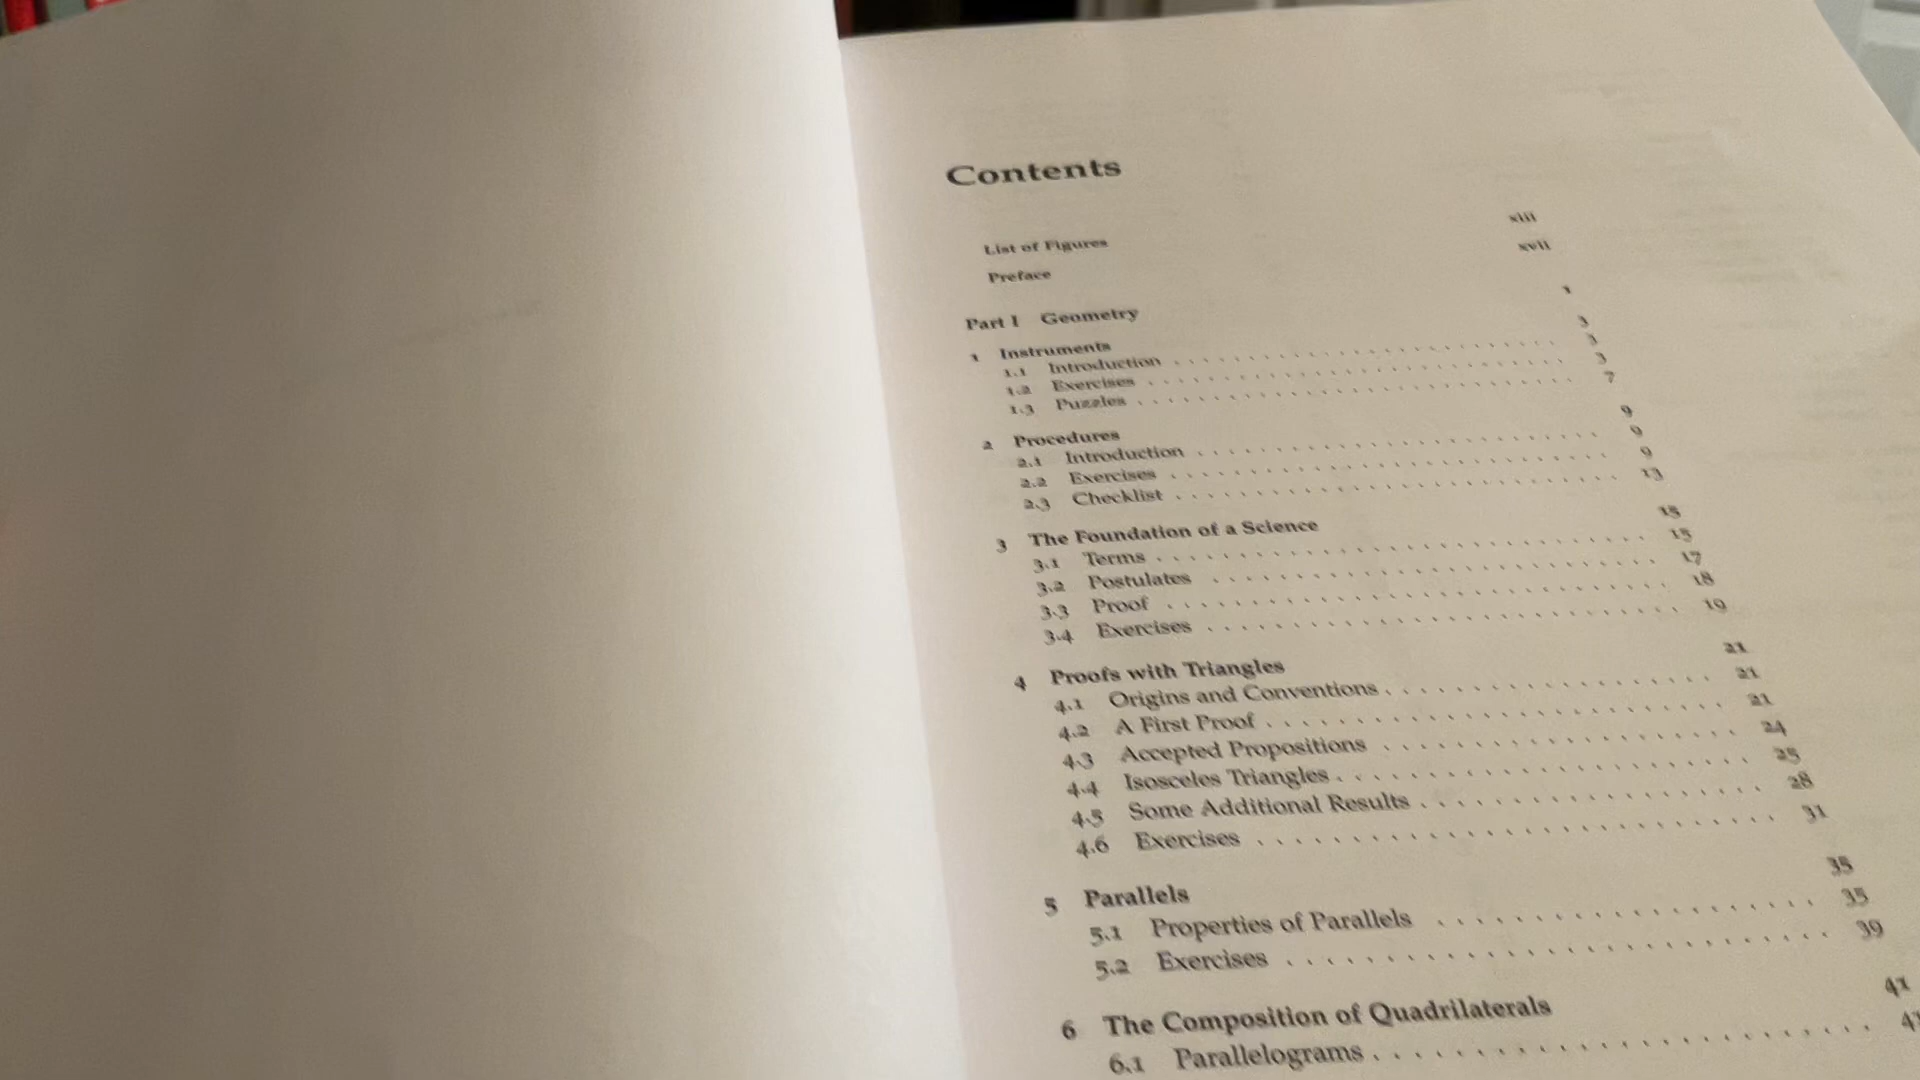 Contents
List of Figures xiii
Preface xvii
Part I Geometry 1
1 Instruments 3
1.1 Introduction . . . . . . . . . . . . . . . . . . . . . . . . 3
1.2 Exercises . . . . . . . . . . . . . . . . . . . . . . . . 3
1.3 Puzzles . . . . . . . . . . . . . . . . . . . . . . . . 7
2 Procedures 9
2.1 Introduction . . . . . . . . . . . . . . . . . . . . . . . . 9
2.2 Exercises . . . . . . . . . . . . . . . . . . . . . . . . 9
2.3 Checklist . . . . . . . . . . . . . . . . . . . . . . . . 13
3 The Foundation of a Science 15
3.1 Terms . . . . . . . . . . . . . . . . . . . . . . . . 15
3.2 Postulates . . . . . . . . . . . . . . . . . . . . . . . . 17
3.3 Proof . . . . . . . . . . . . . . . . . . . . . . . . 18
3.4 Exercises . . . . . . . . . . . . . . . . . . . . . . . . 19
4 Proofs with Triangles 21
4.1 Origins and Conventions . . . . . . . . . . . . . . . . . . 21
4.2 A First Proof . . . . . . . . . . . . . . . . . . . . . . . . 21
4.3 Accepted Propositions . . . . . . . . . . . . . . . . . . . 24
4.4 Isosceles Triangles . . . . . . . . . . . . . . . . . . . . . 25
4.5 Some Additional Results . . . . . . . . . . . . . . . . . . 28
4.6 Exercises . . . . . . . . . . . . . . . . . . . . . . . . 31
5 Parallels 35
5.1 Properties of Parallels . . . . . . . . . . . . . . . . . . . 35
5.2 Exercises . . . . . . . . . . . . . . . . . . . . . . . . 39
6 The Composition of Quadrilaterals 41
6.1 Parallelograms . . . . . . . . . . . . . . . . . . . . . . . . 41